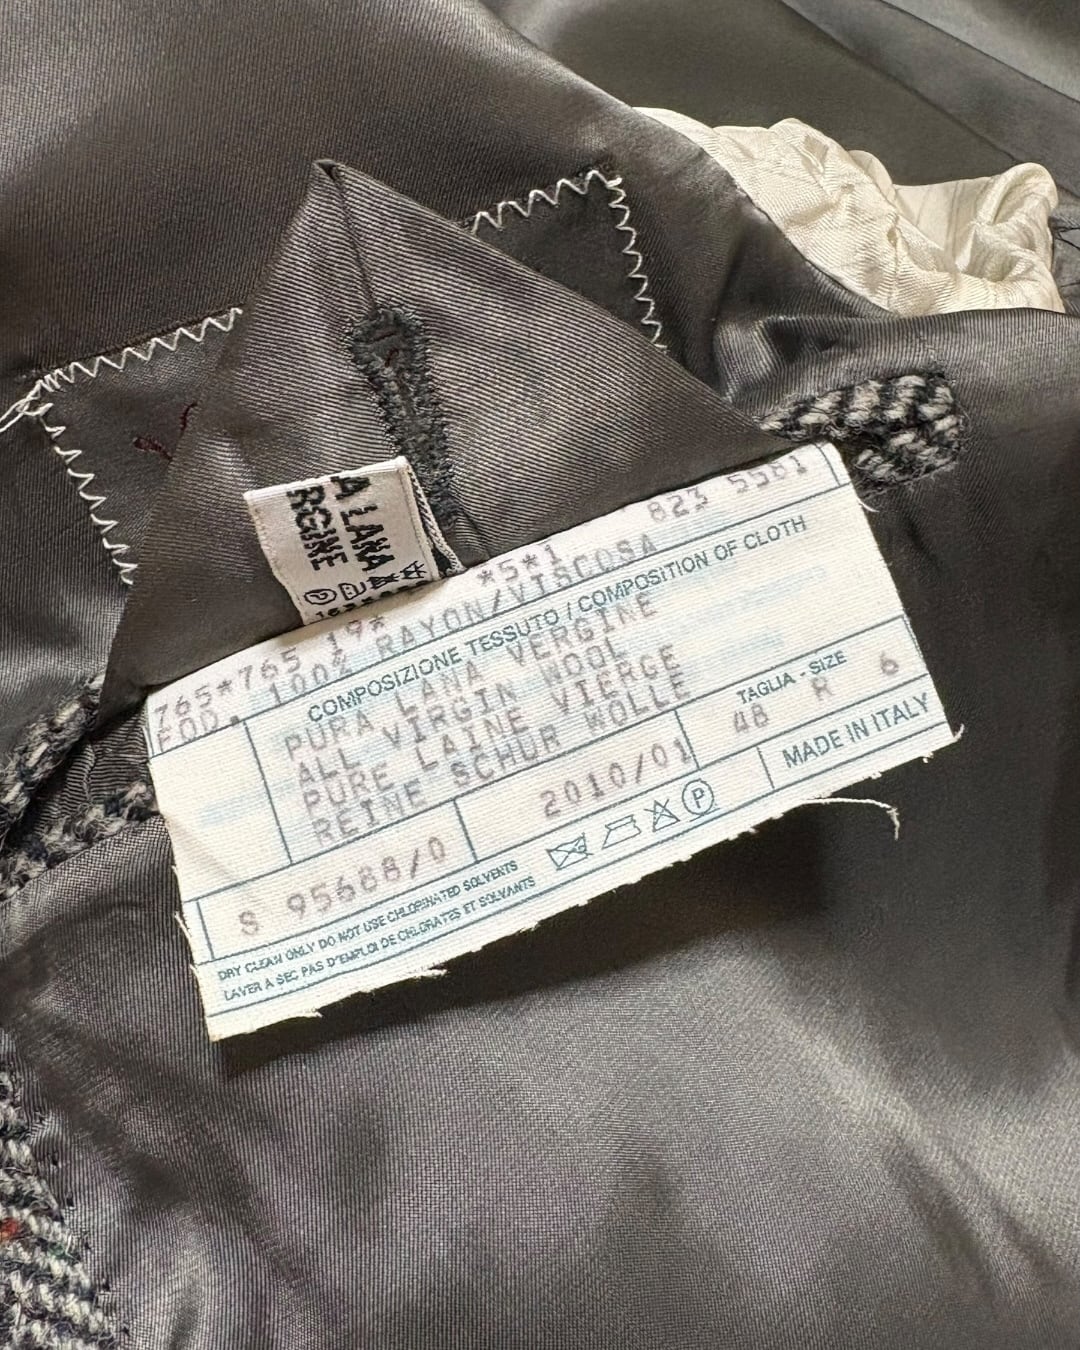 A LANA
RGINE
765*765 19* *5*1 823 5581
FOD. 100% RAYON/VISCOSA
COMPOSIZIONE TESSUTO / COMPOSITION OF CLOTH
PURA LANA VERGINE
ALL VIRGIN WOOL
PURE LAINE VIERGE
REINE SCHUR WOLLE
TAGLIA - SIZE
48 R 6
S 95688/0 2010/01 MADE IN ITALY
DRY CLEAN ONLY DO NOT USE CHLORINATED SOLVENTS
LAVER A SEC PAS D'EMPLOI DE CHLORATES ET SOLVANTS
P